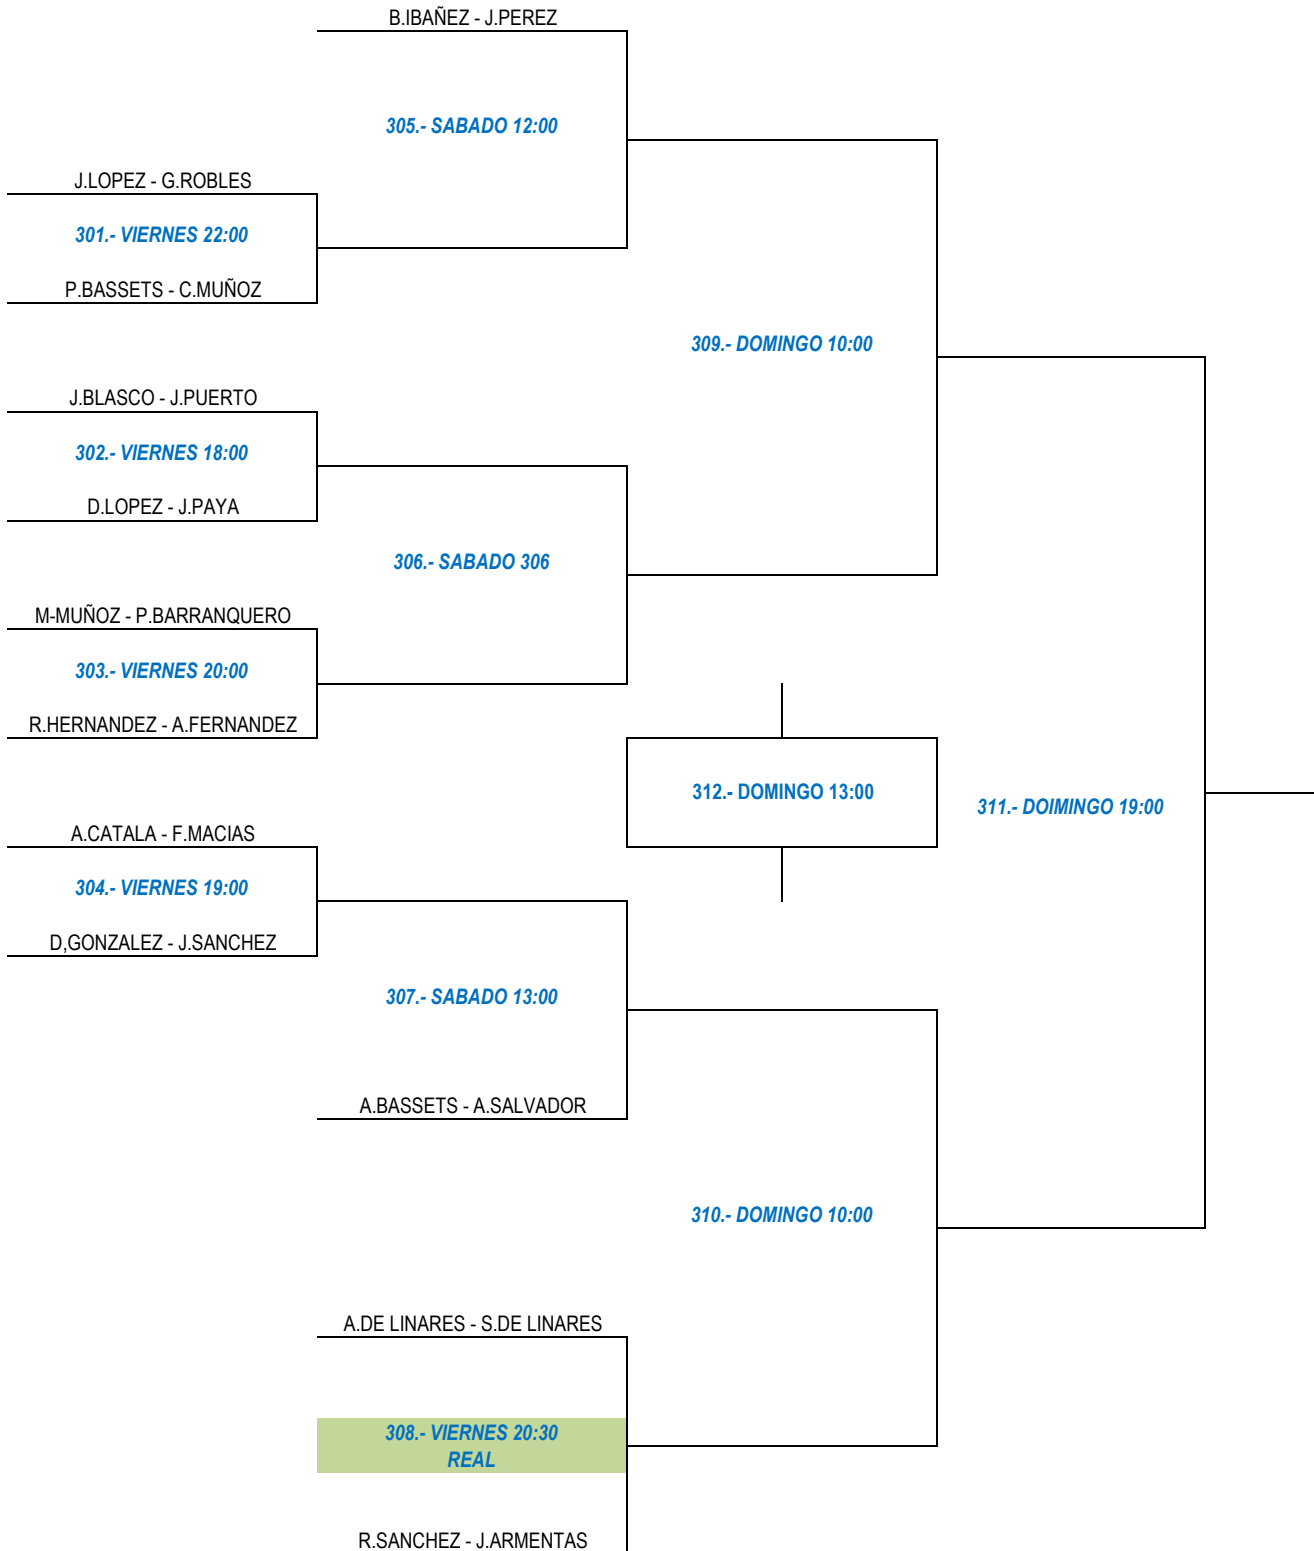 B.IBAÑEZ - J.PEREZ
305.- SABADO 12:00
J.LOPEZ - G.ROBLES
301.- VIERNES 22:00
P.BASSETS - C.MUÑOZ
309.- DOMINGO 10:00
J.BLASCO - J.PUERTO
302.- VIERNES 18:00
D.LOPEZ - J.PAYA
306.- SABADO 306
M-MUÑOZ - P.BARRANQUERO
303.- VIERNES 20:00
R.HERNANDEZ - A.FERNANDEZ
312.- DOMINGO 13:00
311.- DOIMINGO 19:00
A.CATALA - F.MACIAS
304.- VIERNES 19:00
D,GONZALEZ - J.SANCHEZ
307.- SABADO 13:00
A.BASSETS - A.SALVADOR
310.- DOMINGO 10:00
A.DE LINARES - S.DE LINARES
308.- VIERNES 20:30
REAL
R.SANCHEZ - J.ARMENTAS